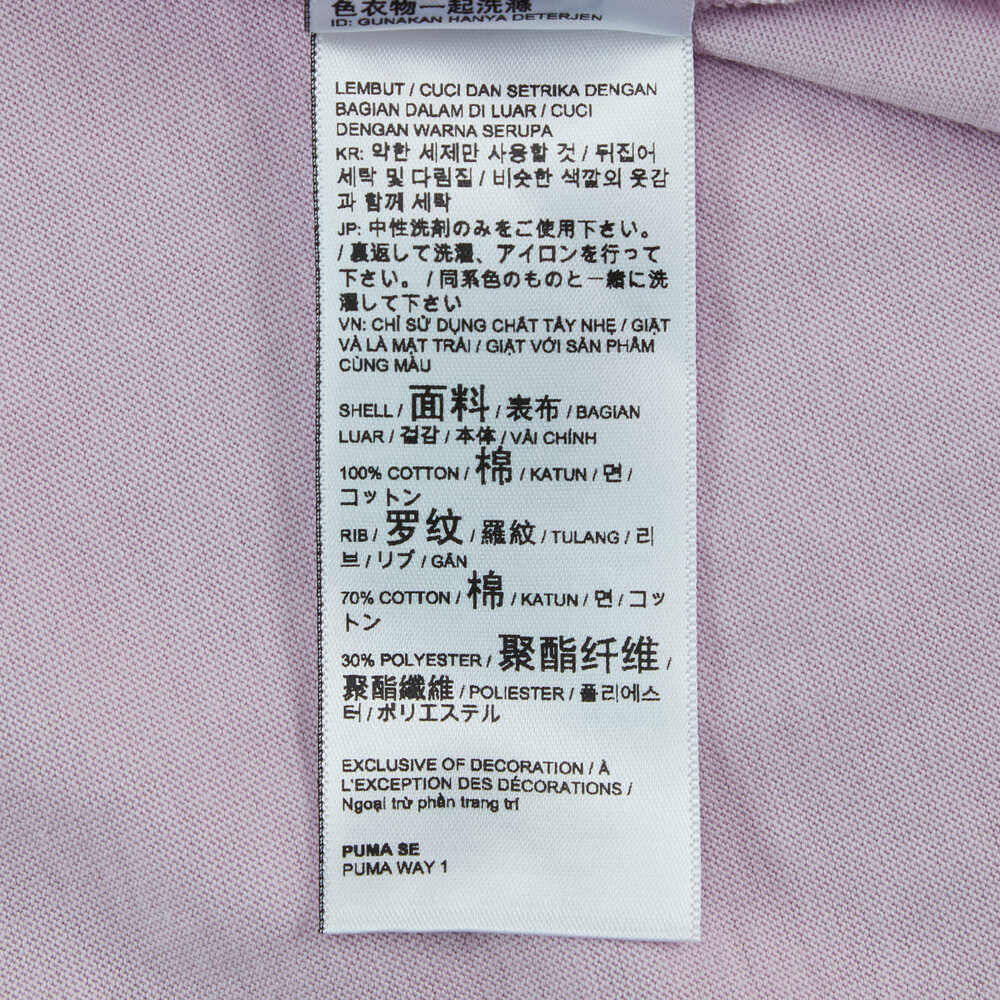 色衣物一起洗滌
ID: GUNAKAN HANYA DETERJEN
LEMBUT / CUCI DAN SETRIKA DENGAN
BAGIAN DALAM DI LUAR / CUCI
DENGAN WARNA SERUPA
KR: 약한 세제만 사용할 것 / 뒤집어
세탁 및 다림질 / 비슷한 색깔의 옷감
과 함께 세탁
JP: 中性洗剤のみをご使用下さい。
/ 裏返して洗濯、アイロンを行って
下さい。 / 同系色のものと一緒に洗
濯して下さい
VN: CHỈ SỬ DỤNG CHẤT TẨY NHẸ / GIẶT
VÀ LÀ MẶT TRÁI / GIẶT VỚI SẢN PHẨM
CÙNG MÀU
SHELL / 面料 / 表布 / BAGIAN
LUAR / 겉감 / 本体 / VẢI CHÍNH
100% COTTON / 棉 / KATUN / 면 /
コットン
RIB / 罗纹 / 羅紋 / TULANG / 리
브 / リブ / GÂN
70% COTTON / 棉 / KATUN / 면 / コッ
トン
30% POLYESTER / 聚酯纤维 /
聚酯纖維 / POLIESTER / 폴리에스
터 / ポリエステル
EXCLUSIVE OF DECORATION / À
L'EXCEPTION DES DÉCORATIONS /
Ngoại trừ phần trang trí
PUMA SE
PUMA WAY 1